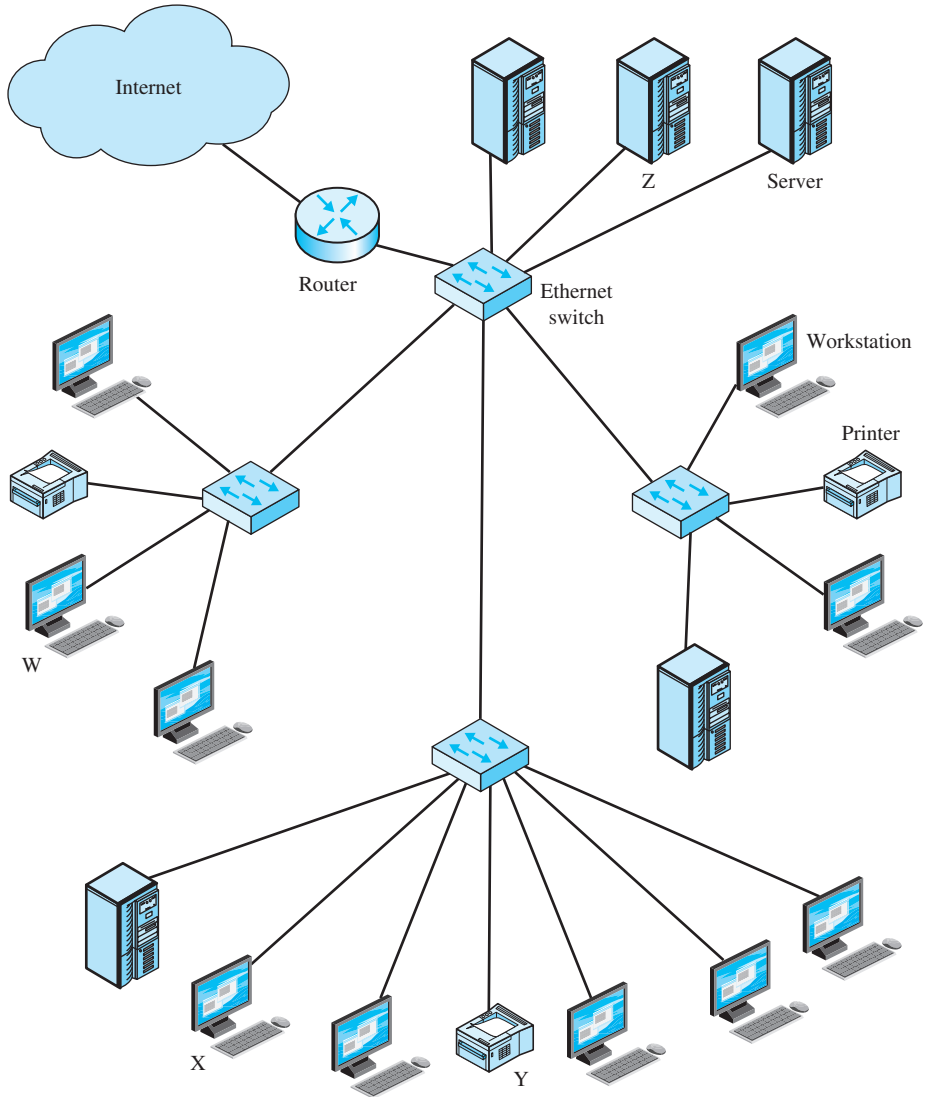 Internet
Z
Server
Router
Ethernet
switch
Workstation
Printer
W
X
Y